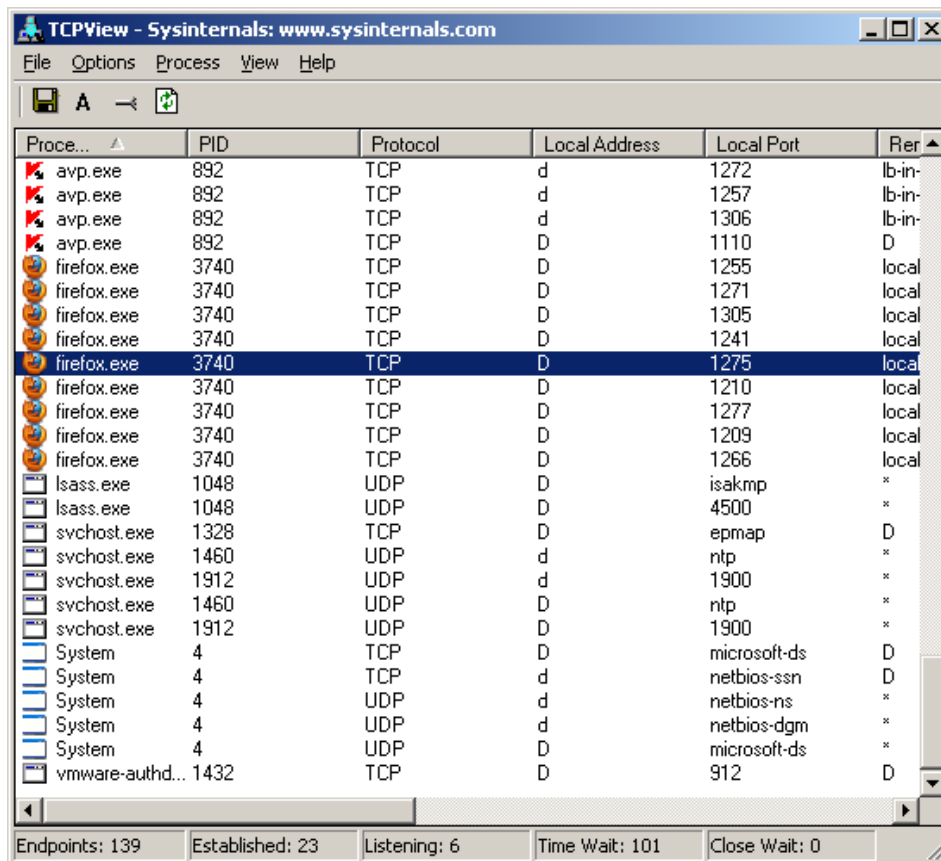 TCPView - Sysinternals: www.sysinternals.com
File Options Process View Help
A
Proce... PID Protocol Local Address Local Port Rer
avp.exe 892 TCP d 1272 lb-in-
avp.exe 892 TCP d 1257 lb-in-
avp.exe 892 TCP d 1306 lb-in-
avp.exe 892 TCP D 1110 D
firefox.exe 3740 TCP D 1255 local
firefox.exe 3740 TCP D 1271 local
firefox.exe 3740 TCP D 1305 local
firefox.exe 3740 TCP D 1241 local
firefox.exe 3740 TCP D 1275 local
firefox.exe 3740 TCP D 1210 local
firefox.exe 3740 TCP D 1277 local
firefox.exe 3740 TCP D 1209 local
firefox.exe 3740 TCP D 1266 local
lsass.exe 1048 UDP D isakmp *
lsass.exe 1048 UDP D 4500 *
svchost.exe 1328 TCP D epmap D
svchost.exe 1460 UDP d ntp *
svchost.exe 1912 UDP d 1900 *
svchost.exe 1460 UDP D ntp *
svchost.exe 1912 UDP D 1900 *
System 4 TCP D microsoft-ds D
System 4 TCP d netbios-ssn D
System 4 UDP d netbios-ns *
System 4 UDP d netbios-dgm *
System 4 UDP D microsoft-ds *
vmware-authd... 1432 TCP D 912 D
Endpoints: 139 Established: 23 Listening: 6 Time Wait: 101 Close Wait: 0